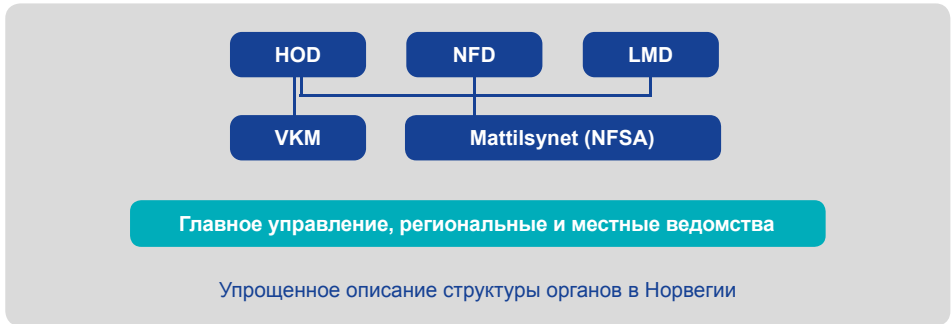 HOD NFD LMD
VKM Mattilsynet (NFSA)
Главное управление, региональные и местные ведомства
Упрощенное описание структуры органов в Норвегии